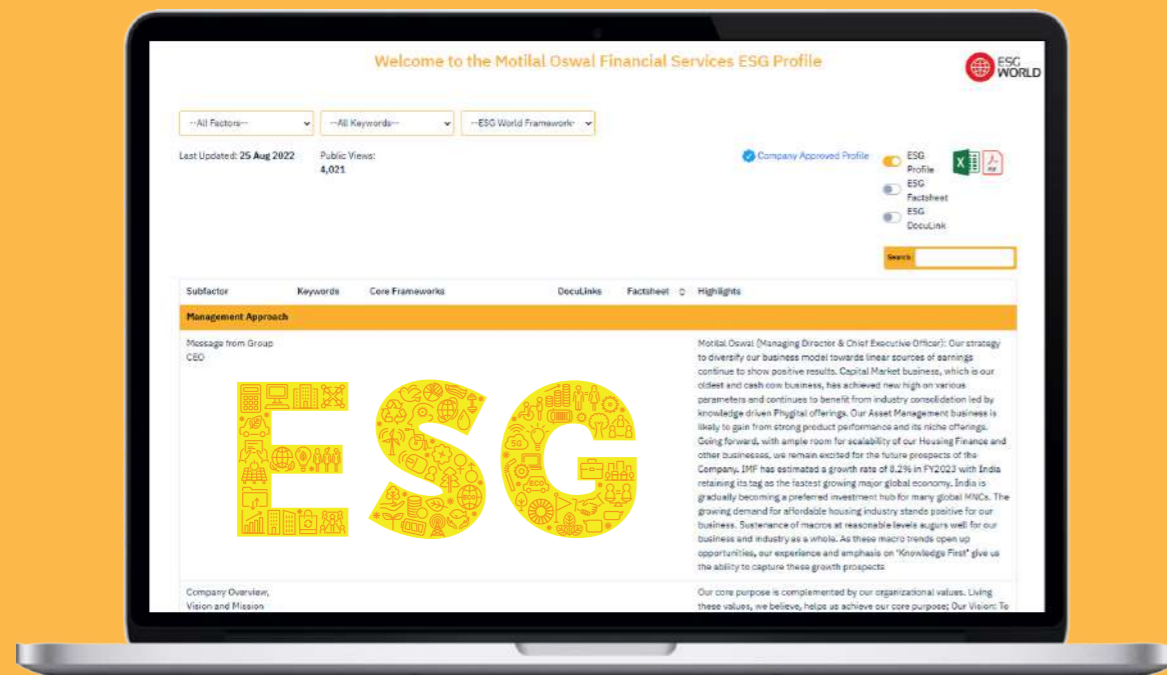 Welcome to the Motilal Oswal Financial Services ESG Profile
ESG
WORLD
--All Factors--
--All Keywords--
--ESG World Framework-
Last Updated: 25 Aug 2022
Public Views:
4,021
Company Approved Profile
ESG
Profile
ESG
Factsheet
ESG
DocuLink
Search
Subfactor Keywords Core Frameworks DocuLinks Factsheet Highlights
Management Approach
Message from Group
CEO
Motilal Oswal (Managing Director & Chief Executive Officer): Our strategy
to diversify our business model towards linear sources of earnings
continue to show positive results. Capital Market business, which is our
oldest and cash cow business, has achieved new high on various
parameters and continues to benefit from industry consolidation led by
knowledge driven Phygital offerings. Our Asset Management business is
likely to gain from strong product performance and its niche offerings.
Going forward, with ample room for scalability of our Housing Finance and
other businesses, we remain excited for the future prospects of the
Company. IMF has estimated a growth rate of 8.2% in FY2023 with India
retaining its tag as the fastest growing major global economy. India is
gradually becoming a preferred investment hub for many global MNCs. The
growing demand for affordable housing industry stands positive for our
business. Sustenance of macros at reasonable levels augurs well for our
business and industry as a whole. As these macro trends open up
opportunities, our experience and emphasis on "Knowledge First" give us
the ability to capture these growth prospects
ESG
Company Overview,
Vision and Mission
Our core purpose is complemented by our organizational values. Living
these values, we believe, helps us achieve our core purpose; Our Vision: To